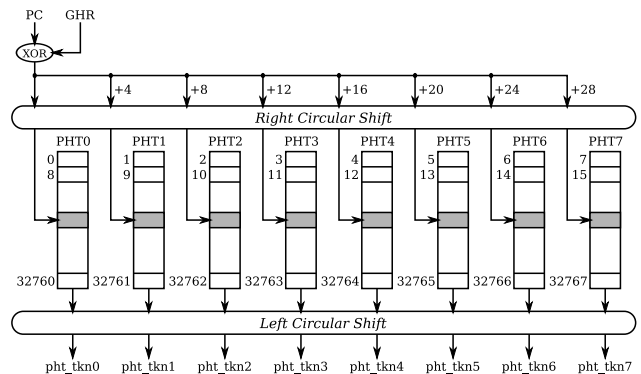 PC GHR
XOR
+4 +8 +12 +16 +20 +24 +28
Right Circular Shift
PHT0 PHT1 PHT2 PHT3 PHT4 PHT5 PHT6 PHT7
0 1 2 3 4 5 6 7
8 9 10 11 12 13 14 15
32760 32761 32762 32763 32764 32765 32766 32767
Left Circular Shift
pht_tkn0 pht_tkn1 pht_tkn2 pht_tkn3 pht_tkn4 pht_tkn5 pht_tkn6 pht_tkn7